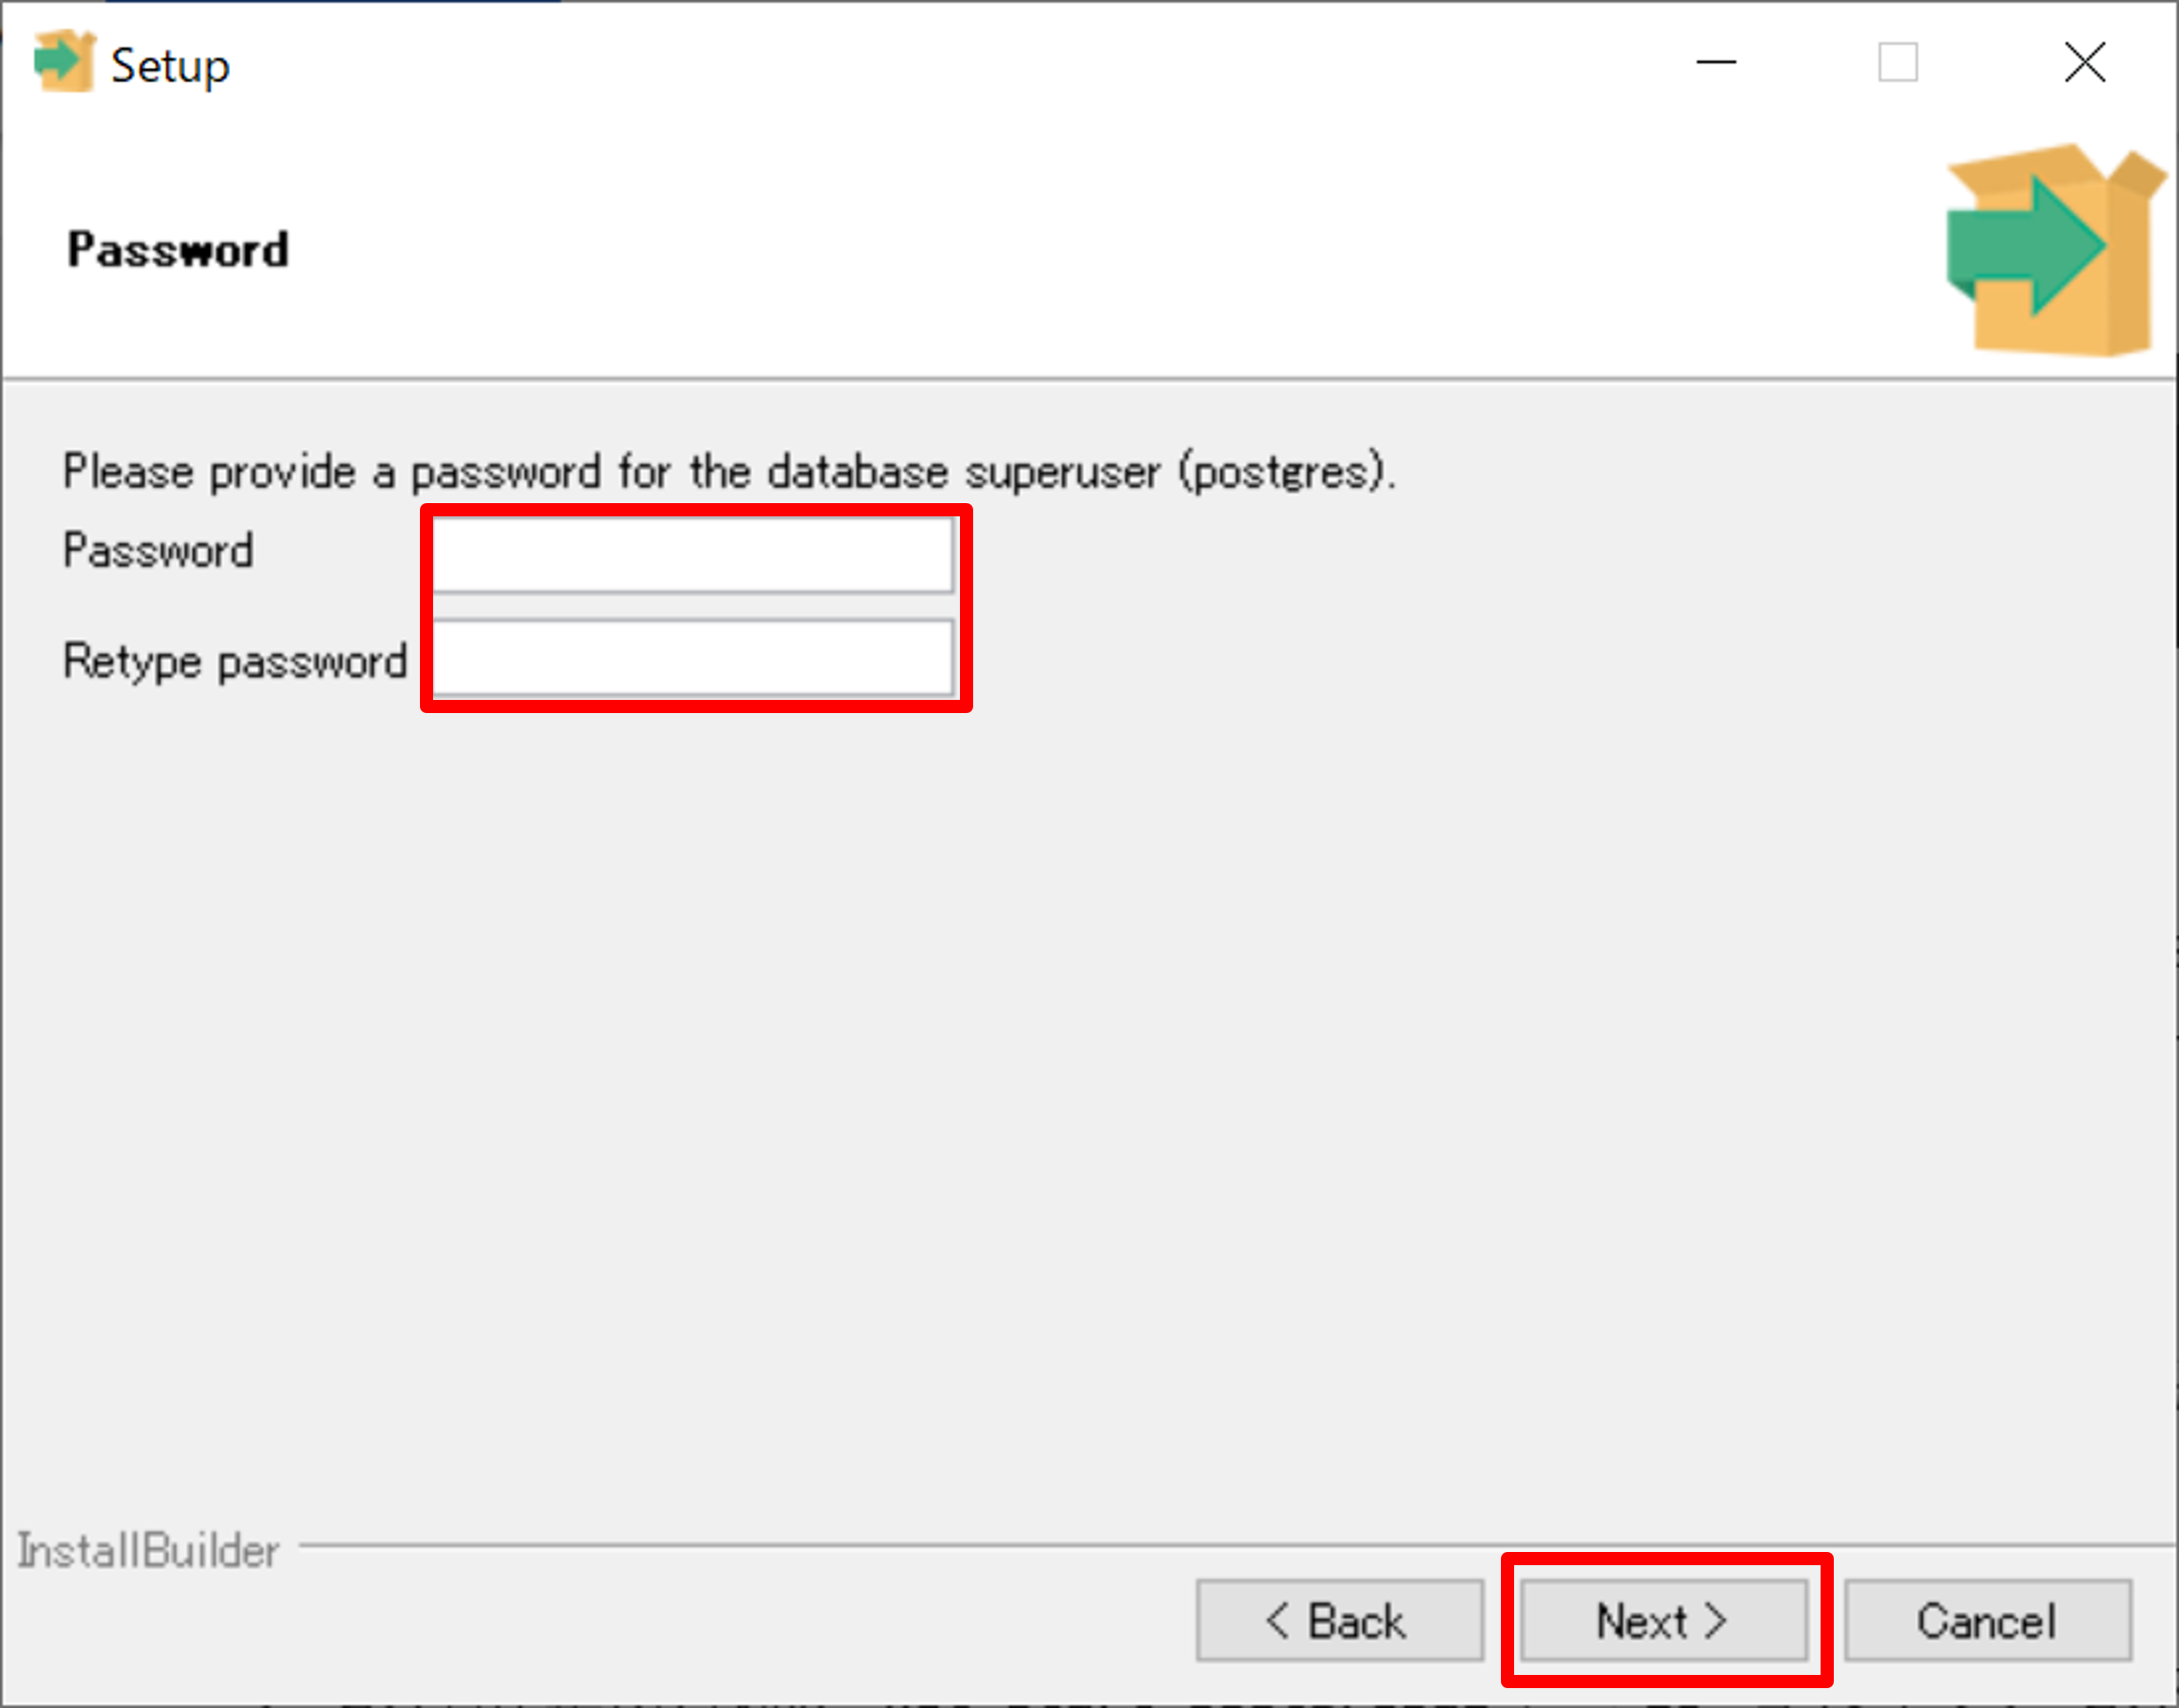 Setup
Password
Please provide a password for the database superuser (postgres).
Password
Retype password
InstallBuilder
< Back
Next >
Cancel